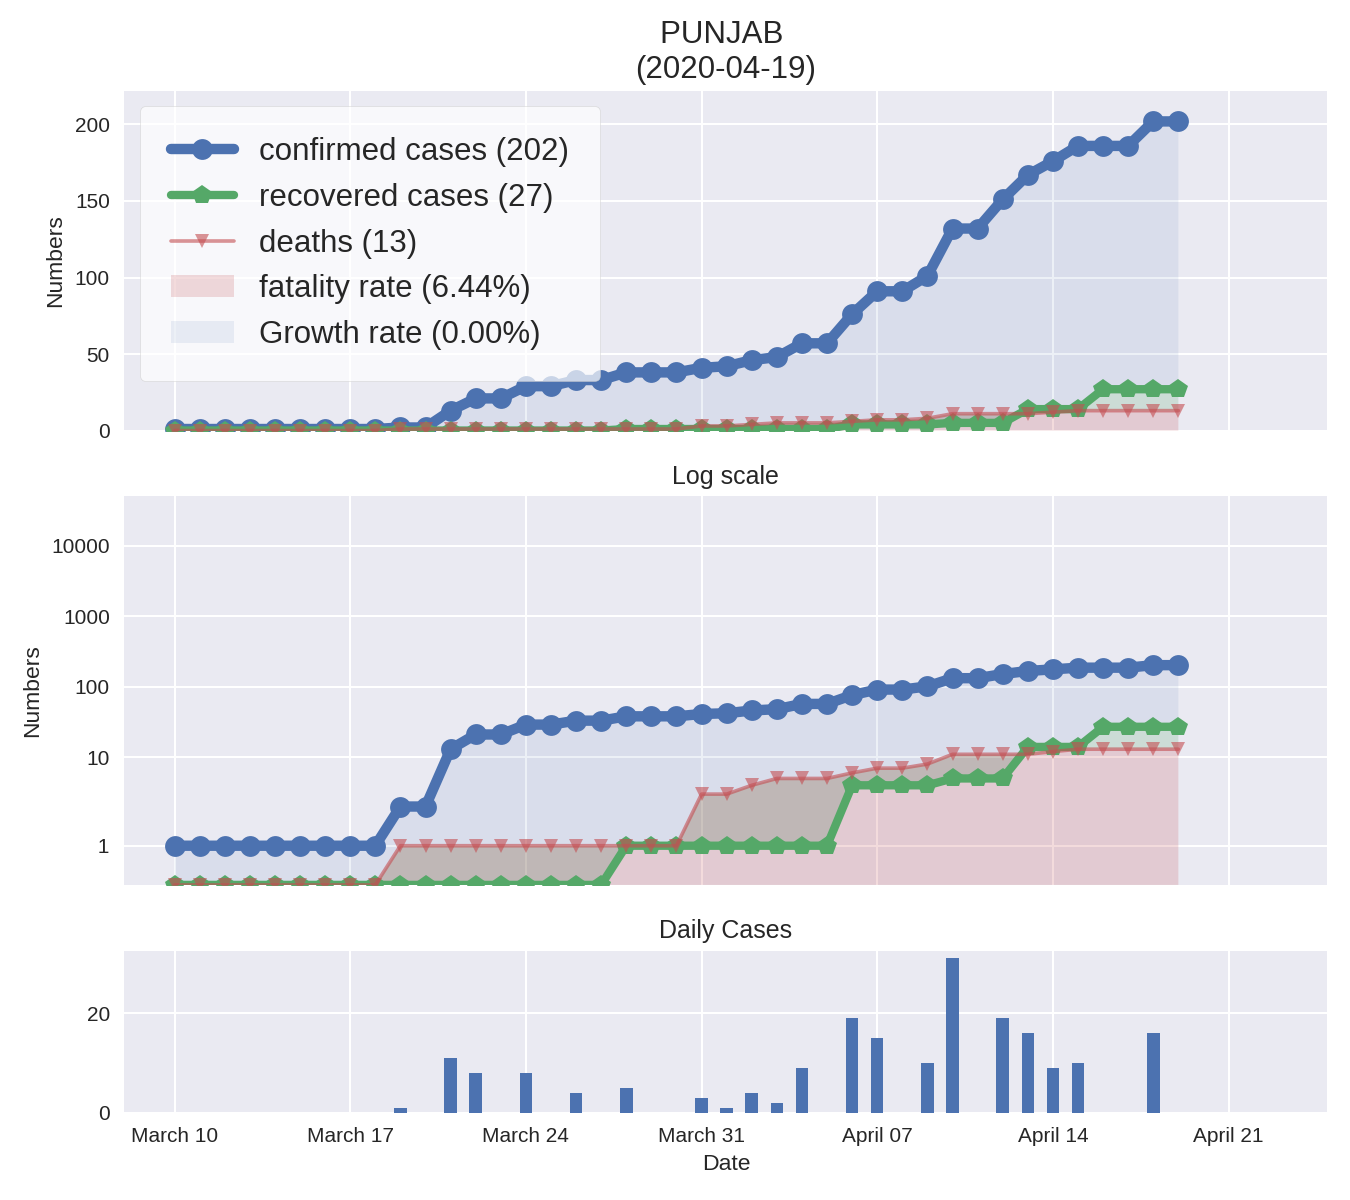 PUNJAB
(2020-04-19)
200
150
100
50
0
Numbers
confirmed cases (202)
recovered cases (27)
deaths (13)
fatality rate (6.44%)
Growth rate (0.00%)
Log scale
10000
1000
100
10
1
Numbers
Daily Cases
20
0
March 10 March 17 March 24 March 31 April 07 April 14 April 21
Date